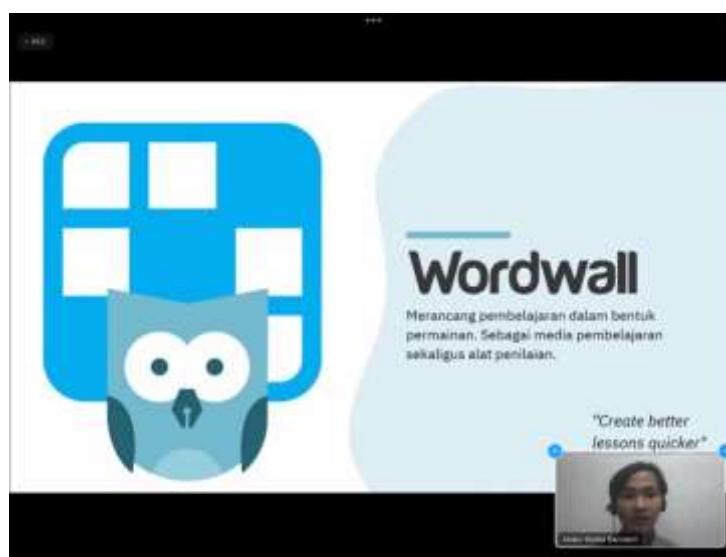 Wordwall
Merancang pembelajaran dalam bentuk
permainan. Sebagai media pembelajaran
sekaligus alat penilaian.
"Create better
lessons quicker"